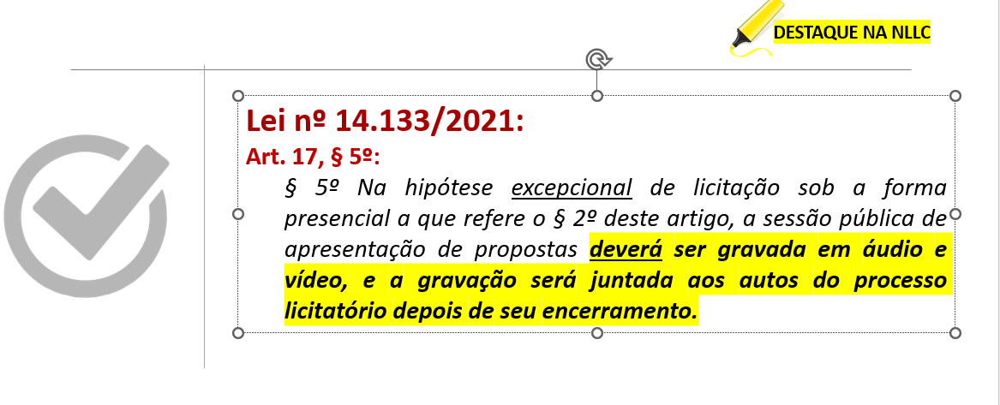 DESTAQUE NA NLLC
Lei nº 14.133/2021:
Art. 17, § 5º:
§ 5º Na hipótese excepcional de licitação sob a forma
presencial a que refere o § 2º deste artigo, a sessão pública de
apresentação de propostas deverá ser gravada em áudio e
vídeo, e a gravação será juntada aos autos do processo
licitatório depois de seu encerramento.